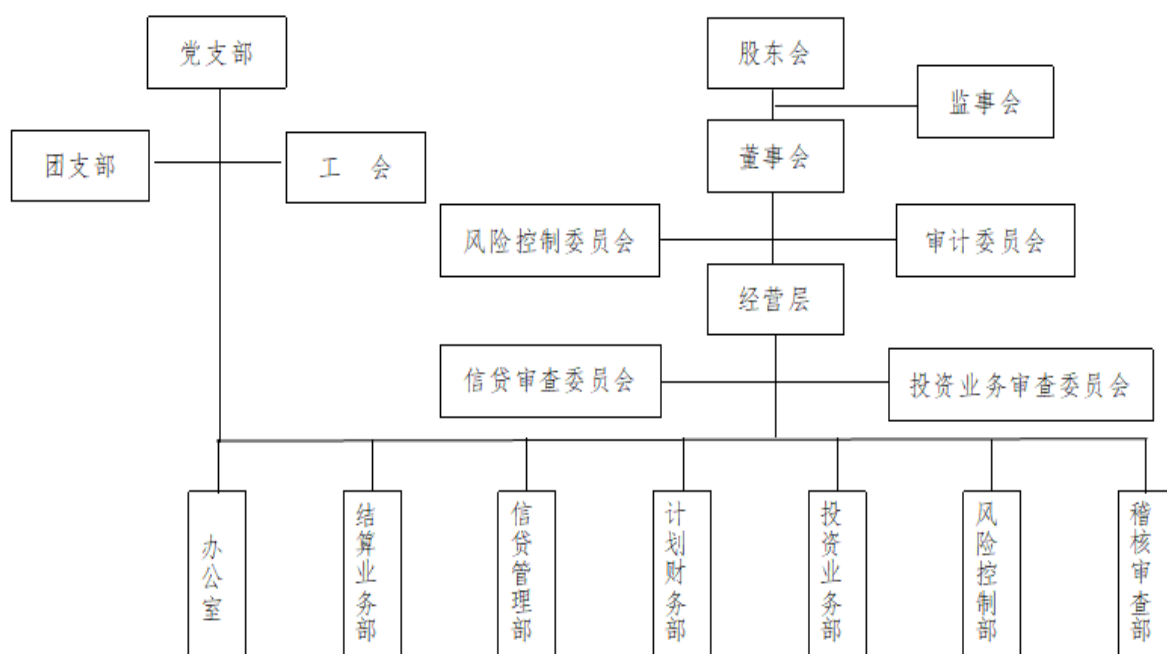 党支部
股东会
监事会
团支部
工 会
董事会
风险控制委员会
审计委员会
经营层
信贷审查委员会
投资业务审查委员会
办公室
结算业务部
信贷管理部
计划财务部
投资业务部
风险控制部
稽核审查部